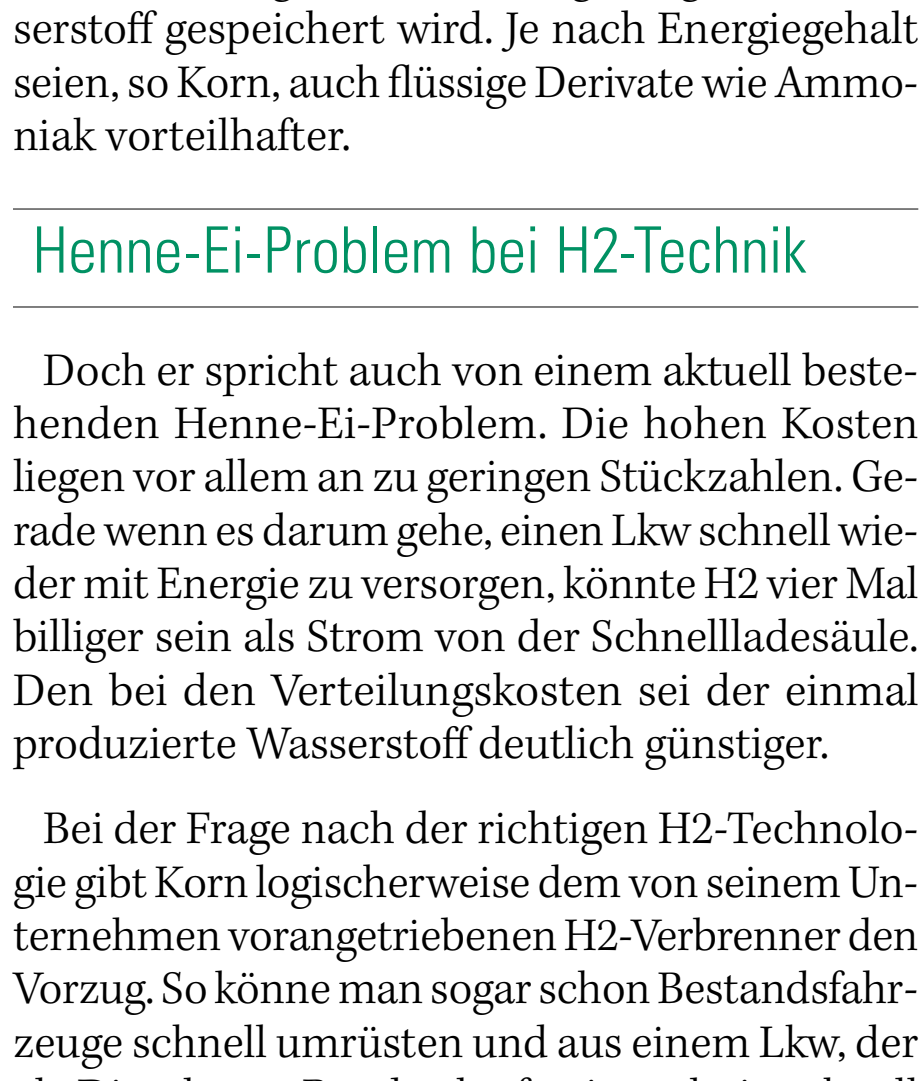 serstoff gespeichert wird. Je nach Energiegehalt
seien, so Korn, auch flüssige Derivate wie Ammo-
niak vorteilhafter.
Henne-Ei-Problem bei H2-Technik
Doch er spricht auch von einem aktuell beste-
henden Henne-Ei-Problem. Die hohen Kosten
liegen vor allem an zu geringen Stückzahlen. Ge-
rade wenn es darum gehe, einen Lkw schnell wie-
der mit Energie zu versorgen, könnte H2 vier Mal
billiger sein als Strom von der Schnellladesäule.
Den bei den Verteilungskosten sei der einmal
produzierte Wasserstoff deutlich günstiger.
Bei der Frage nach der richtigen H2-Technolo-
gie gibt Korn logischerweise dem von seinem Un-
ternehmen vorangetriebenen H2-Verbrenner den
Vorzug. So könne man sogar schon Bestandsfahr-
zeuge schnell umrüsten und aus einem Lkw, der